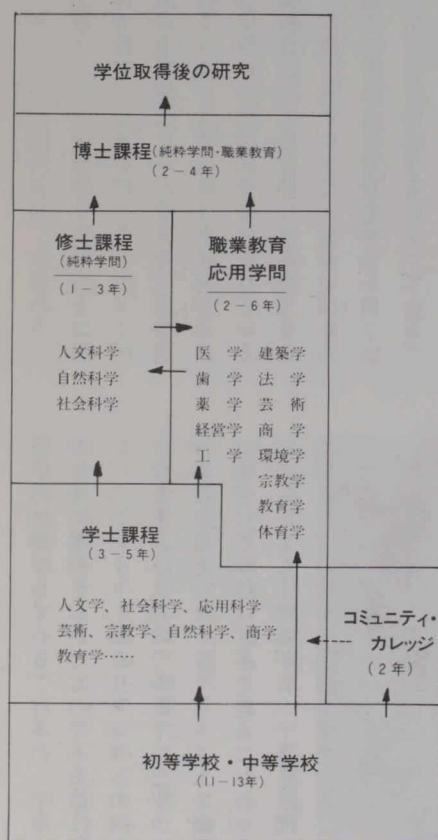 学位取得後の研究
博士課程(純粋学問・職業教育)
(2－4年)
修士課程
(純粋学問)
(1－3年)
人文科学
自然科学
社会科学
職業教育
応用学問
(2－6年)
医 学 建築学
歯 学 法 学
薬 学 芸 術
経営学 商 学
工 学 環境学
宗教学
教育学
体育学
学士課程
(3－5年)
人文学、社会科学、応用科学
芸術、宗教学、自然科学、商学
教育学……
コミュニティ・
カレッジ
(2年)
初等学校・中等学校
(11－13年)